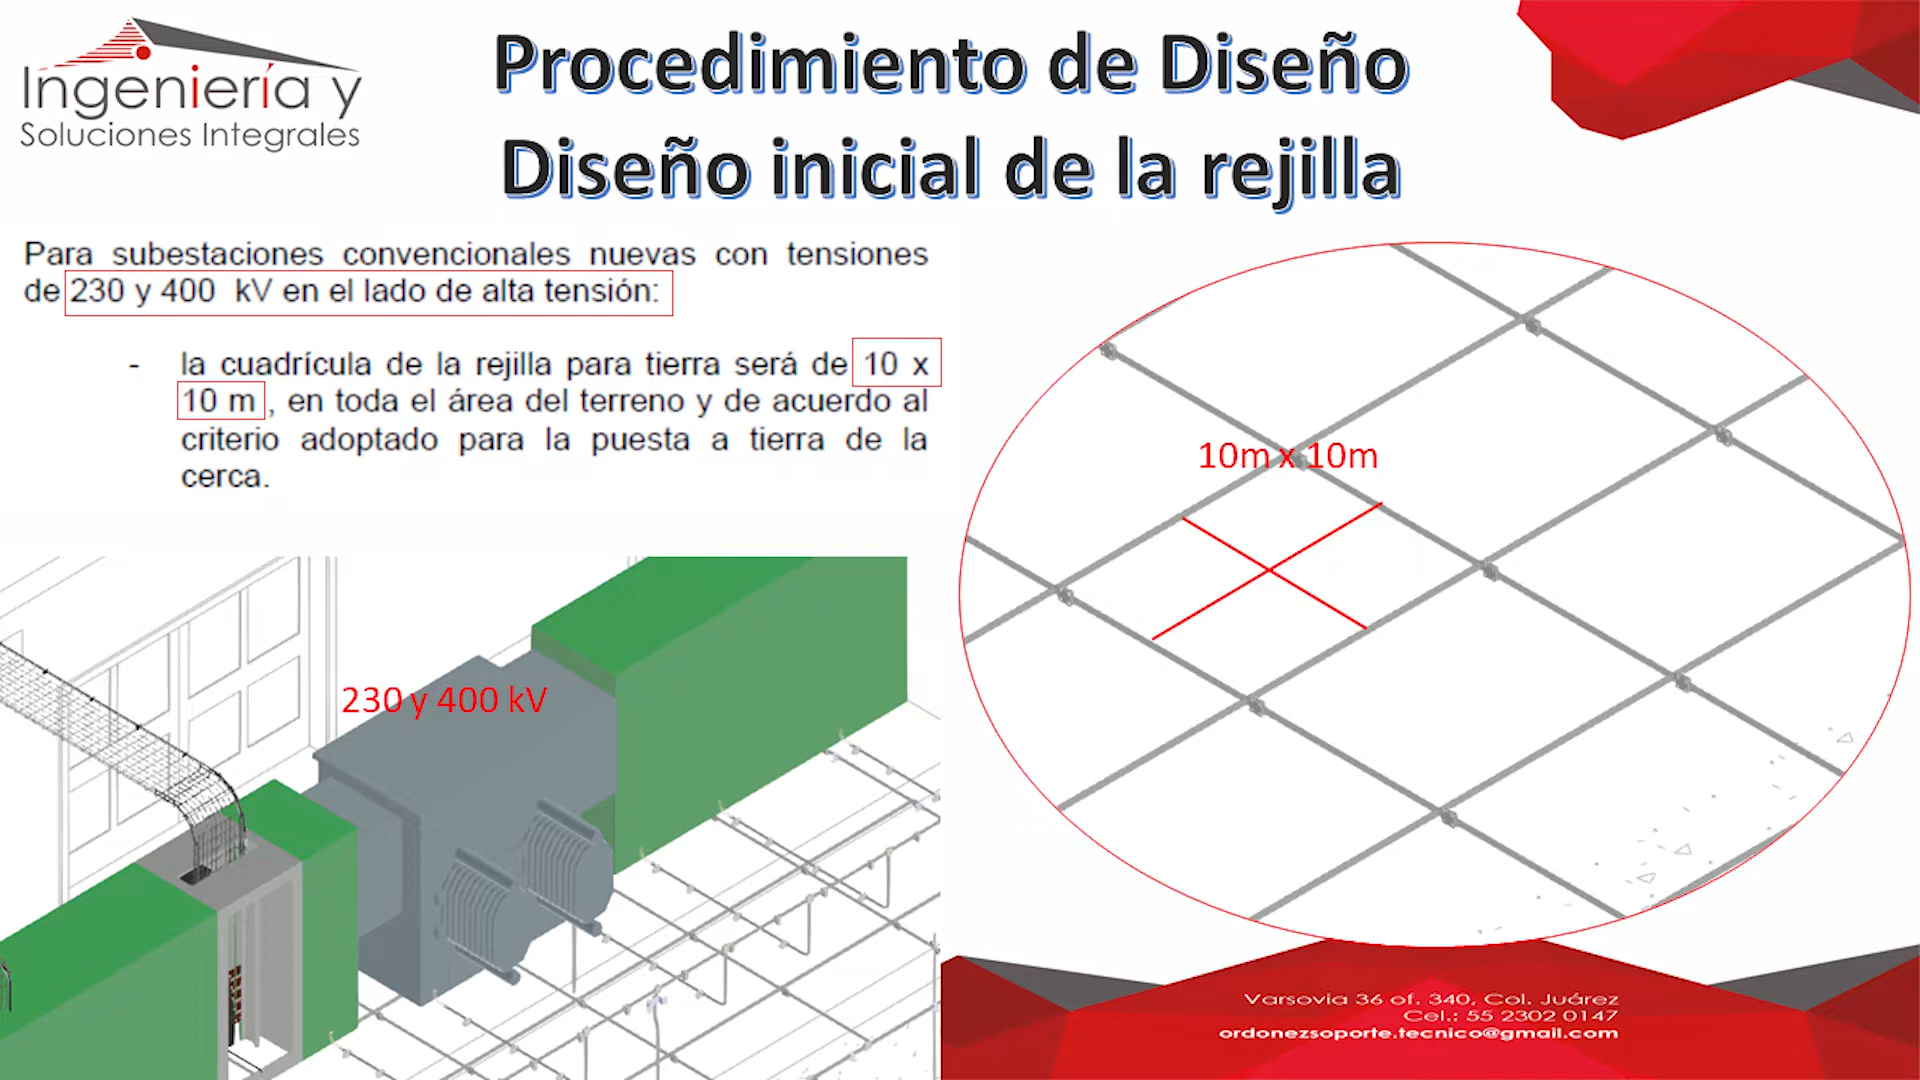 Ingeniería y
Soluciones Integrales
Procedimiento de Diseño
Diseño inicial de la rejilla
Para subestaciones convencionales nuevas con tensiones
de 230 y 400 kV en el lado de alta tensión:
- la cuadrícula de la rejilla para tierra será de 10 x
10 m , en toda el área del terreno y de acuerdo al
criterio adoptado para la puesta a tierra de la
cerca.
10m x 10m
230 y 400 kV
Varsovia 36 of. 340, Col. Juárez
Cel.: 55 2302 0147
ordonezsoporte.tecnico@gmail.com